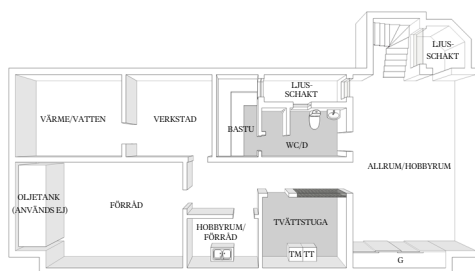 LJUS-
SCHAKT
LJUS-
SCHAKT
VÄRME/VATTEN
VERKSTAD
BASTU
WC/D
ALLRUM/HOBBYRUM
OLJETANK
(ANVÄNDS EJ)
FÖRRÅD
HOBBYRUM/
FÖRRÅD
TVÄTTSTUGA
TM TT
G